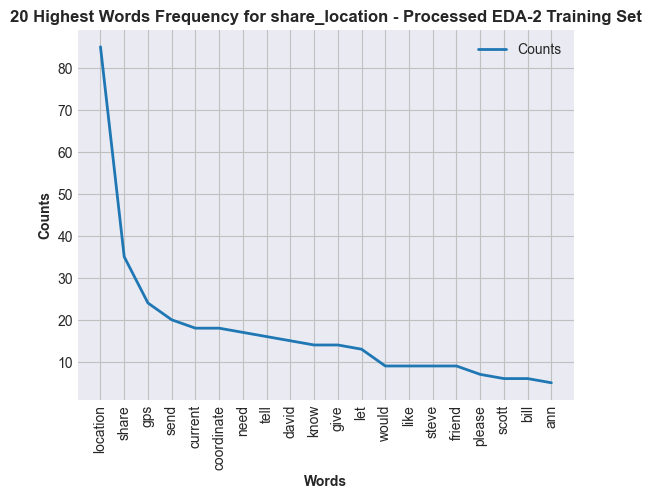 20 Highest Words Frequency for share_location - Processed EDA-2 Training Set
Counts
80
70
60
50
40
30
20
10
Counts
location
share
gps
send
current
coordinate
need
tell
david
know
give
let
would
like
steve
friend
please
scott
bill
ann
Words